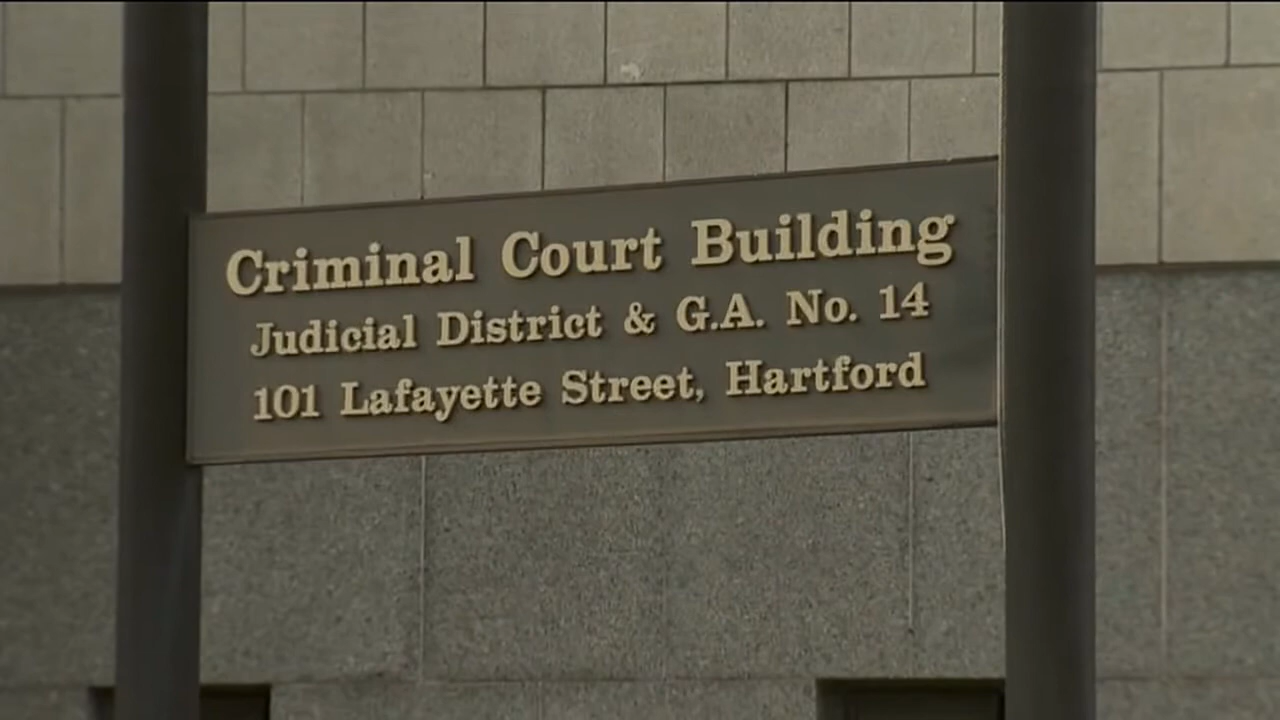 Criminal Court Building
Judicial District & G.A. No. 14
101 Lafayette Street, Hartford